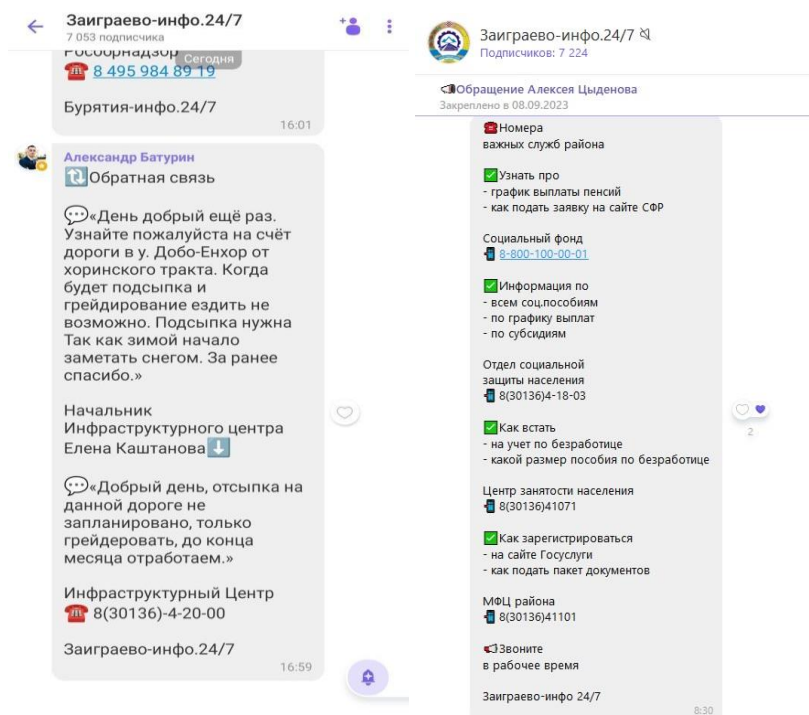 Заиграево-инфо.24/7
7 053 подписчика
Рособрнадзор
Сегодня
8 495 984 89 19
Бурятия-инфо.24/7
16:01
Александр Батурин
Обратная связь
«День добрый ещё раз.
Узнайте пожалуйста на счёт
дороги в у. Добо-Енхор от
хоринского тракта. Когда
будет подсыпка и
грейдирование ездить не
возможно. Подсыпка нужна
Так как зимой начало
заметать снегом. За ранее
спасибо.»
Начальник
Инфраструктурного центра
Елена Каштанова
«Добрый день, отсыпка на
данной дороге не
запланировано, только
грейдеровать, до конца
месяца отработаем.»
Инфраструктурный Центр
8(30136)-4-20-00
Заиграево-инфо.24/7
16:59
Заиграево-инфо.24/7
Подписчиков: 7 224
Обращение Алексея Цыденова
Закреплено в 08.09.2023
Номера
важных служб района
Узнать про
- график выплаты пенсий
- как подать заявку на сайте СФР
Социальный фонд
8-800-100-00-01
Информация по
- всем соц.пособиям
- по графику выплат
- по субсидиям
Отдел социальной
защиты населения
8(30136)4-18-03
Как встать
- на учет по безработице
- какой размер пособия по безработице
Центр занятости населения
8(30136)41071
Как зарегистрироваться
- на сайте Госуслуги
- как подать пакет документов
МФЦ района
8(30136)41101
Звоните
в рабочее время
Заиграево-инфо 24/7
8:30
2